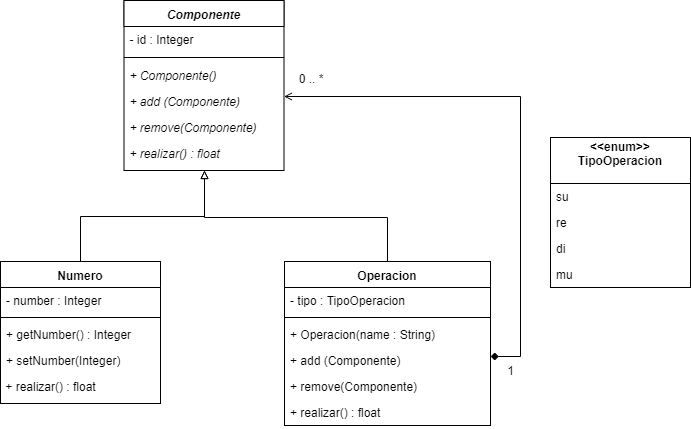 Componente
- id : Integer
+ Componente()
+ add (Componente)
+ remove(Componente)
+ realizar() : float
0 .. *
<<enum>>
TipoOperacion
su
re
di
mu
Numero
- number : Integer
+ getNumber() : Integer
+ setNumber(Integer)
+ realizar() : float
Operacion
- tipo : TipoOperacion
+ Operacion(name : String)
+ add (Componente)
+ remove(Componente)
+ realizar() : float
1